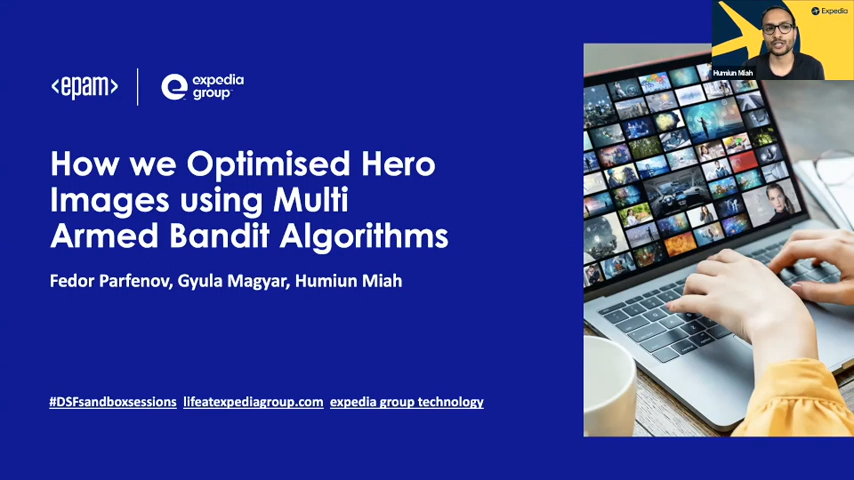 Expedia
Humiun Miah
<epam>
expedia group™
How we Optimised Hero
Images using Multi
Armed Bandit Algorithms
Fedor Parfenov, Gyula Magyar, Humiun Miah
#DSFsandboxsessions lifeatexpediagroup.com expedia group technology